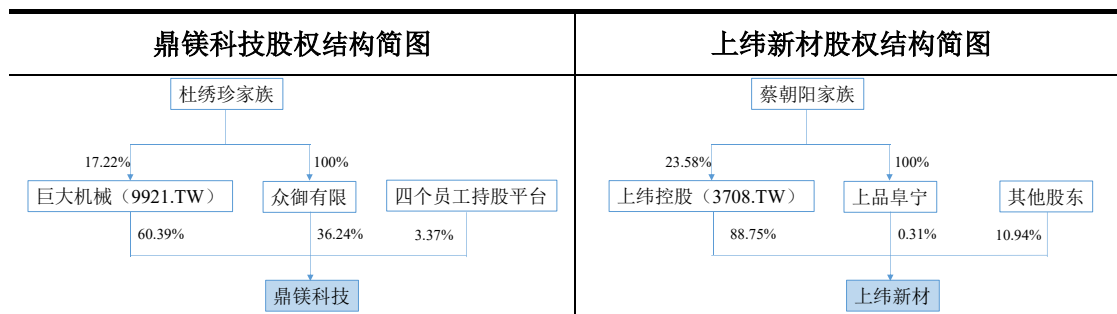 鼎镁科技股权结构简图
上纬新材股权结构简图
杜绣珍家族
17.22%
100%
巨大机械（9921.TW）
众御有限
四个员工持股平台
60.39%
36.24%
3.37%
鼎镁科技
蔡朝阳家族
23.58%
100%
上纬控股（3708.TW）
上品阜宁
其他股东
88.75%
0.31%
10.94%
上纬新材